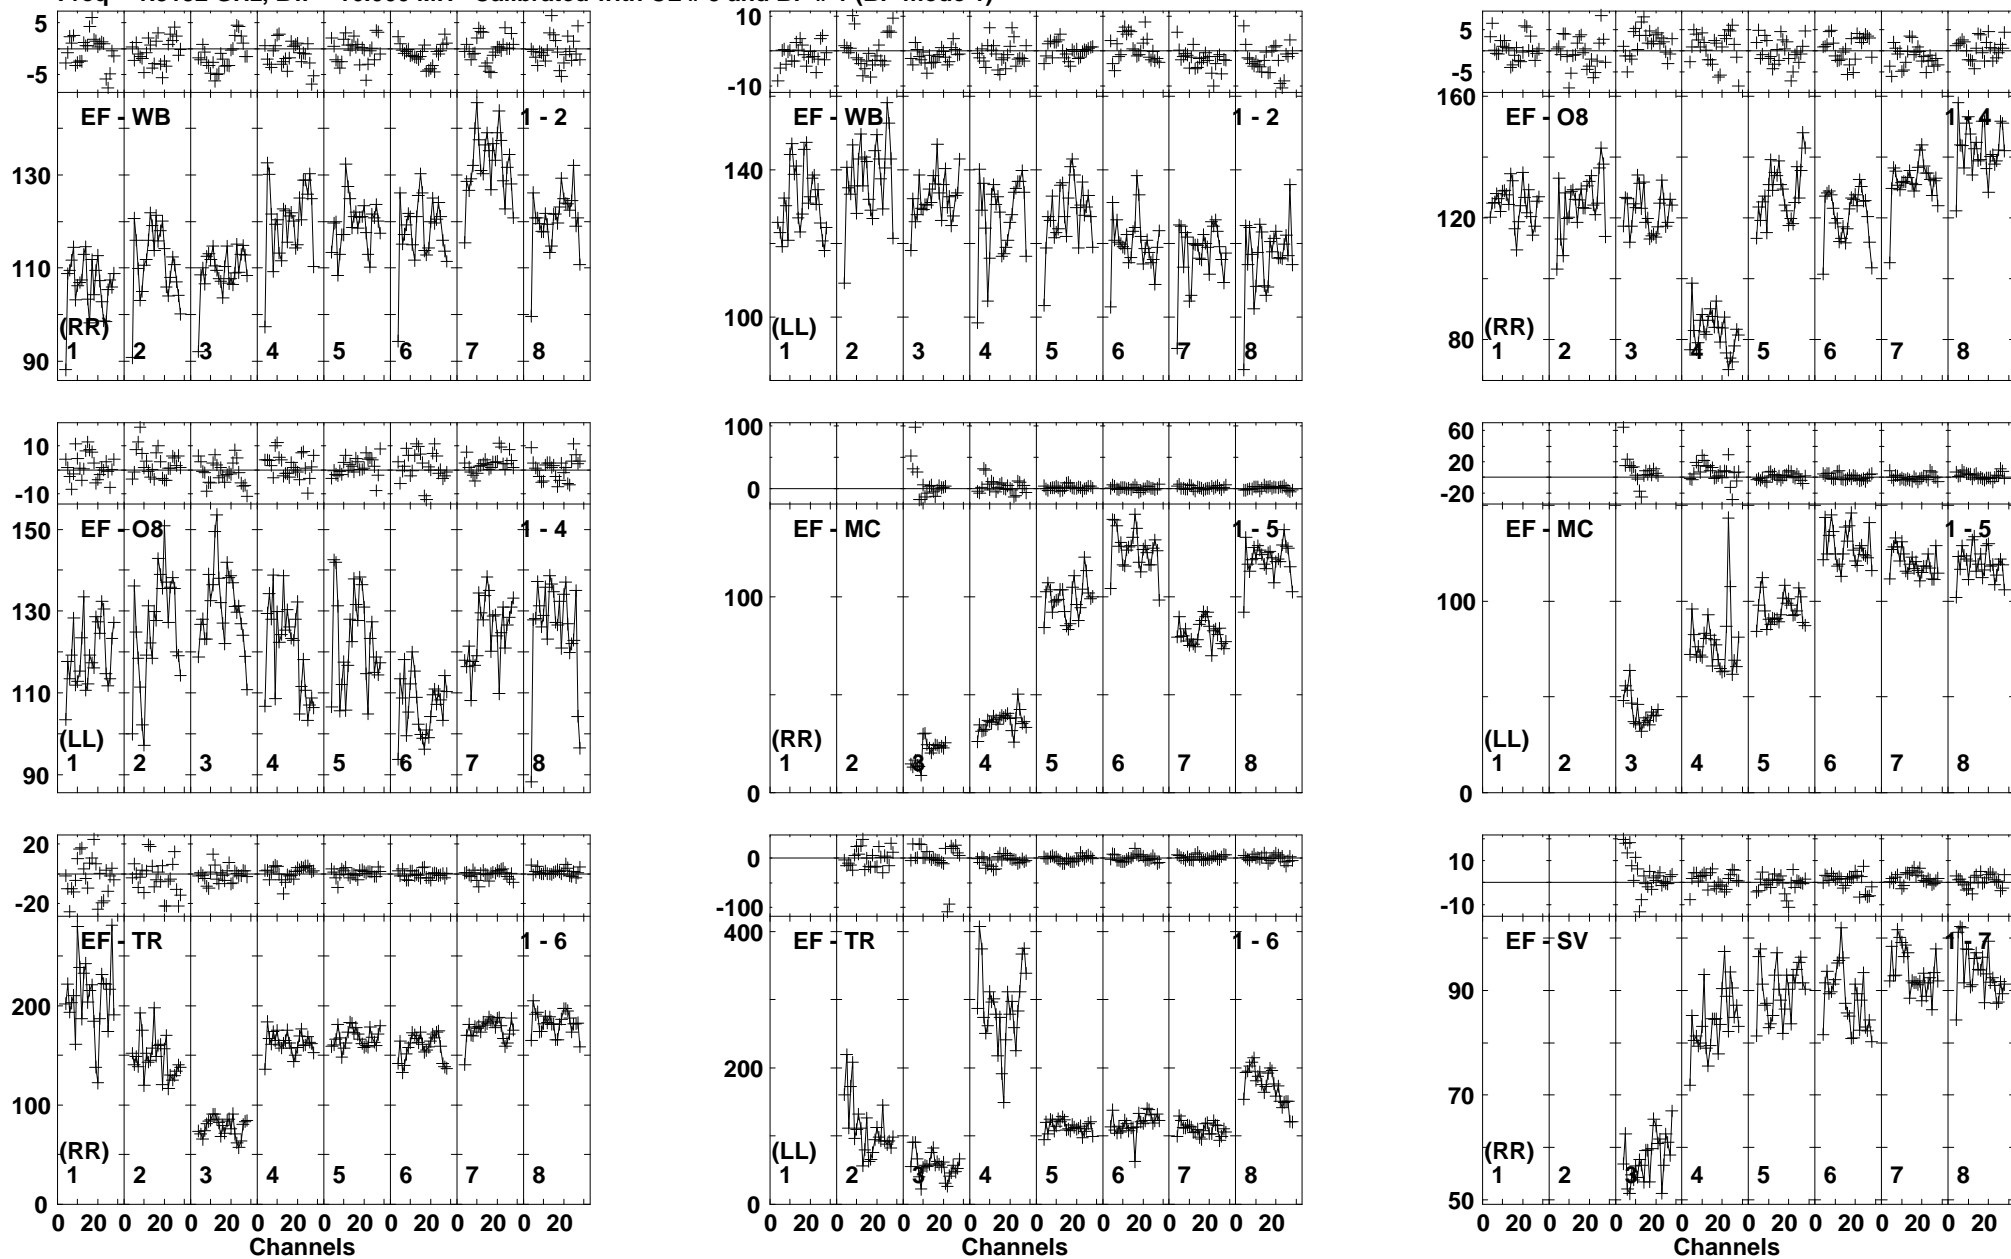 5 -5 EF - WB 1 - 2 130 110 90 (RR) 1 2 3 4 5 6 7 8
10 0 -10 EF - WB 1 - 2 140 100 (LL) 1 2 3 4 5 6 7 8
5 -5 EF - O8 1 - 4 160 120 80 (RR) 1 2 3 4 5 6 7 8
10 -10 EF - O8 1 - 4 150 130 110 90 (LL) 1 2 3 4 5 6 7 8
100 0 EF - MC 1 - 5 100 0 (RR) 1 2 3 4 5 6 7 8
60 20 -20 EF - MC 1 - 5 100 0 (LL) 1 2 3 4 5 6 7 8
20 -20 EF - TR 1 - 6 200 100 0 (RR) 1 2 3 4 5 6 7 8
0 -100 EF - TR 1 - 6 400 200 0 (LL) 2 3 4 5 6 7 8
10 -10 EF - SV 1 - 7 90 70 50 (RR) 1 2 3 4 5 6 7 8
0 20 0 20 0 20 0 20 0 20 0 20 0 20 0 20
0 20 0 20 0 20 0 20 0 20 0 20 0 20 0 20
0 20 0 20 0 20 0 20 0 20 0 20 0 20 0 20
Channels
Channels